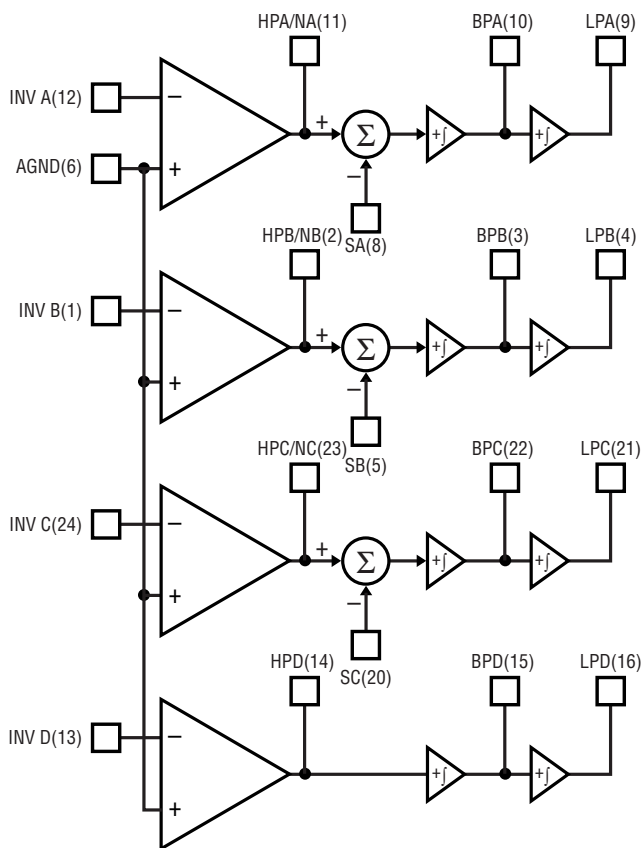 HPA/NA(11) BPA(10) LPA(9)
INV A(12) −
+ Σ +∫ +∫
AGND(6) +
−
SA(8)
HPB/NB(2) BPB(3) LPB(4)
INV B(1) −
+ Σ +∫ +∫
+
−
SB(5)
HPC/NC(23) BPC(22) LPC(21)
INV C(24) −
+ Σ +∫ +∫
+
−
SC(20)
HPD(14) BPD(15) LPD(16)
INV D(13) −
+∫ +∫
+